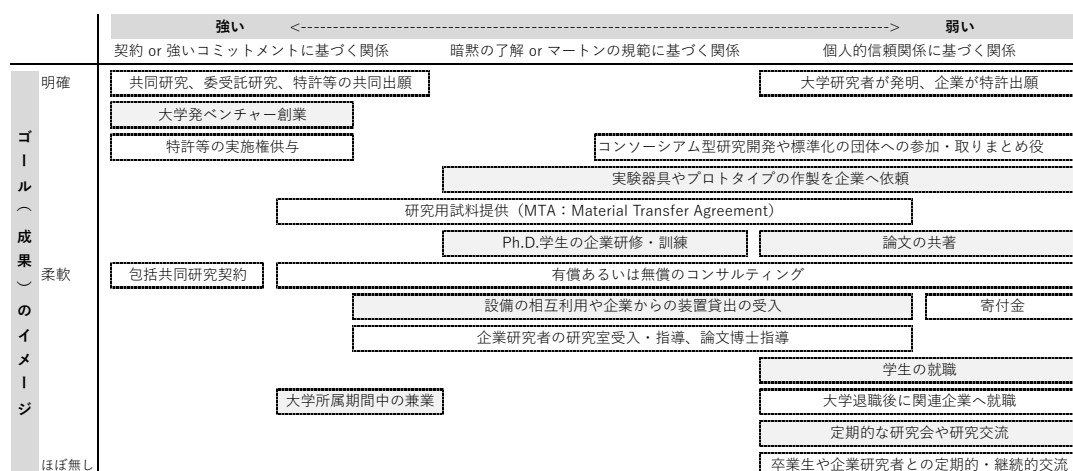 強い <-----------------------------------------------------------------------------------> 弱い
契約 or 強いコミットメントに基づく関係 暗黙の了解 or マートンの規範に基づく関係 個人的信頼関係に基づく関係
ゴール(成果)のイメージ
明確 共同研究、委受託研究、特許等の共同出願 大学研究者が発明、企業が特許出願
大学発ベンチャー創業
特許等の実施権供与 コンソーシアム型研究開発や標準化の団体への参加・取りまとめ役
実験器具やプロトタイプの作製を企業へ依頼
研究用試料提供(MTA:Material Transfer Agreement)
Ph.D.学生の企業研修・訓練 論文の共著
柔軟 包括共同研究契約 有償あるいは無償のコンサルティング
設備の相互利用や企業からの装置貸出の受入 寄付金
企業研究者の研究室受入・指導、論文博士指導
学生の就職
大学所属期間中の兼業 大学退職後に関連企業へ就職
定期的な研究会や研究交流
ほぼ無し 卒業生や企業研究者との定期的・継続的交流